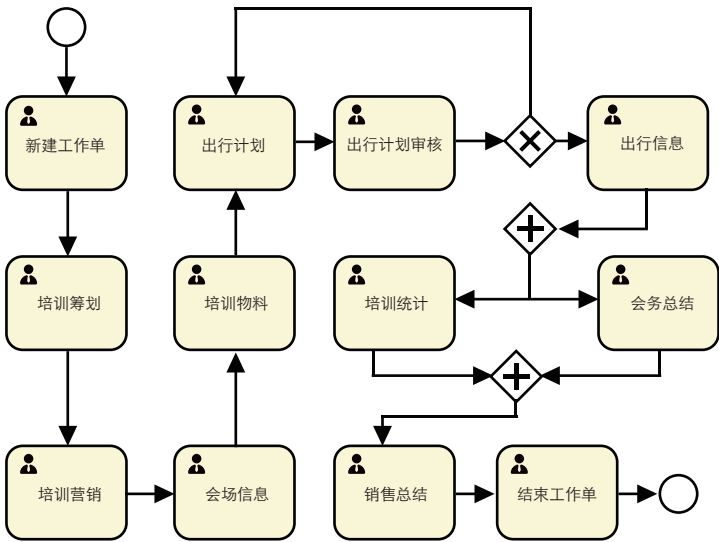 新建工作单
出行计划
出行计划审核
出行信息
培训筹划
培训物料
培训统计
会务总结
培训营销
会场信息
销售总结
结束工作单